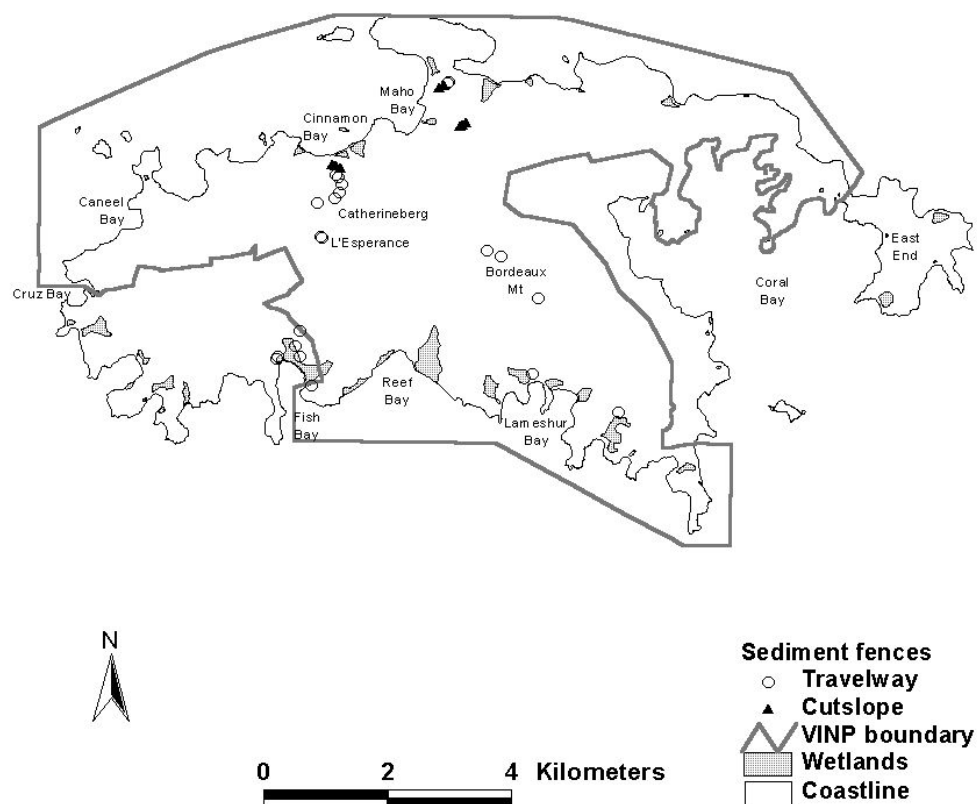 Maho
Bay
Cinnamon
Bay
Caneel
Bay
Catherineberg
L'Esperance
East
End
Bordeaux
Mt
Coral
Bay
Cruz Bay
Reef
Bay
Fish
Bay
Lameshur
Bay
N
Sediment fences
Travelway
Cutslope
VINP boundary
Wetlands
Coastline
0 2 4 Kilometers